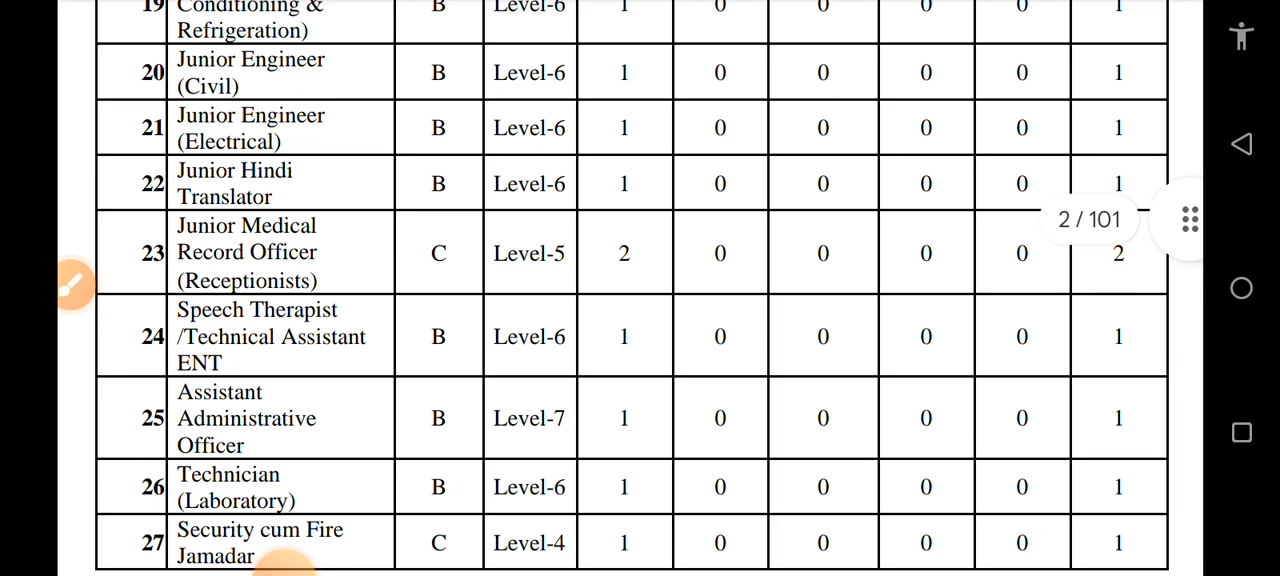 19 Conditioning & B Level-6 1 0 0 0 0 1
Refrigeration)
20 Junior Engineer (Civil) B Level-6 1 0 0 0 0 1
21 Junior Engineer (Electrical) B Level-6 1 0 0 0 0 1
22 Junior Hindi Translator B Level-6 1 0 0 0 0 1
2 / 101
23 Junior Medical Record Officer (Receptionists) C Level-5 2 0 0 0 0 2
24 Speech Therapist /Technical Assistant ENT B Level-6 1 0 0 0 0 1
25 Assistant Administrative Officer B Level-7 1 0 0 0 0 1
26 Technician (Laboratory) B Level-6 1 0 0 0 0 1
27 Security cum Fire Jamadar C Level-4 1 0 0 0 0 1